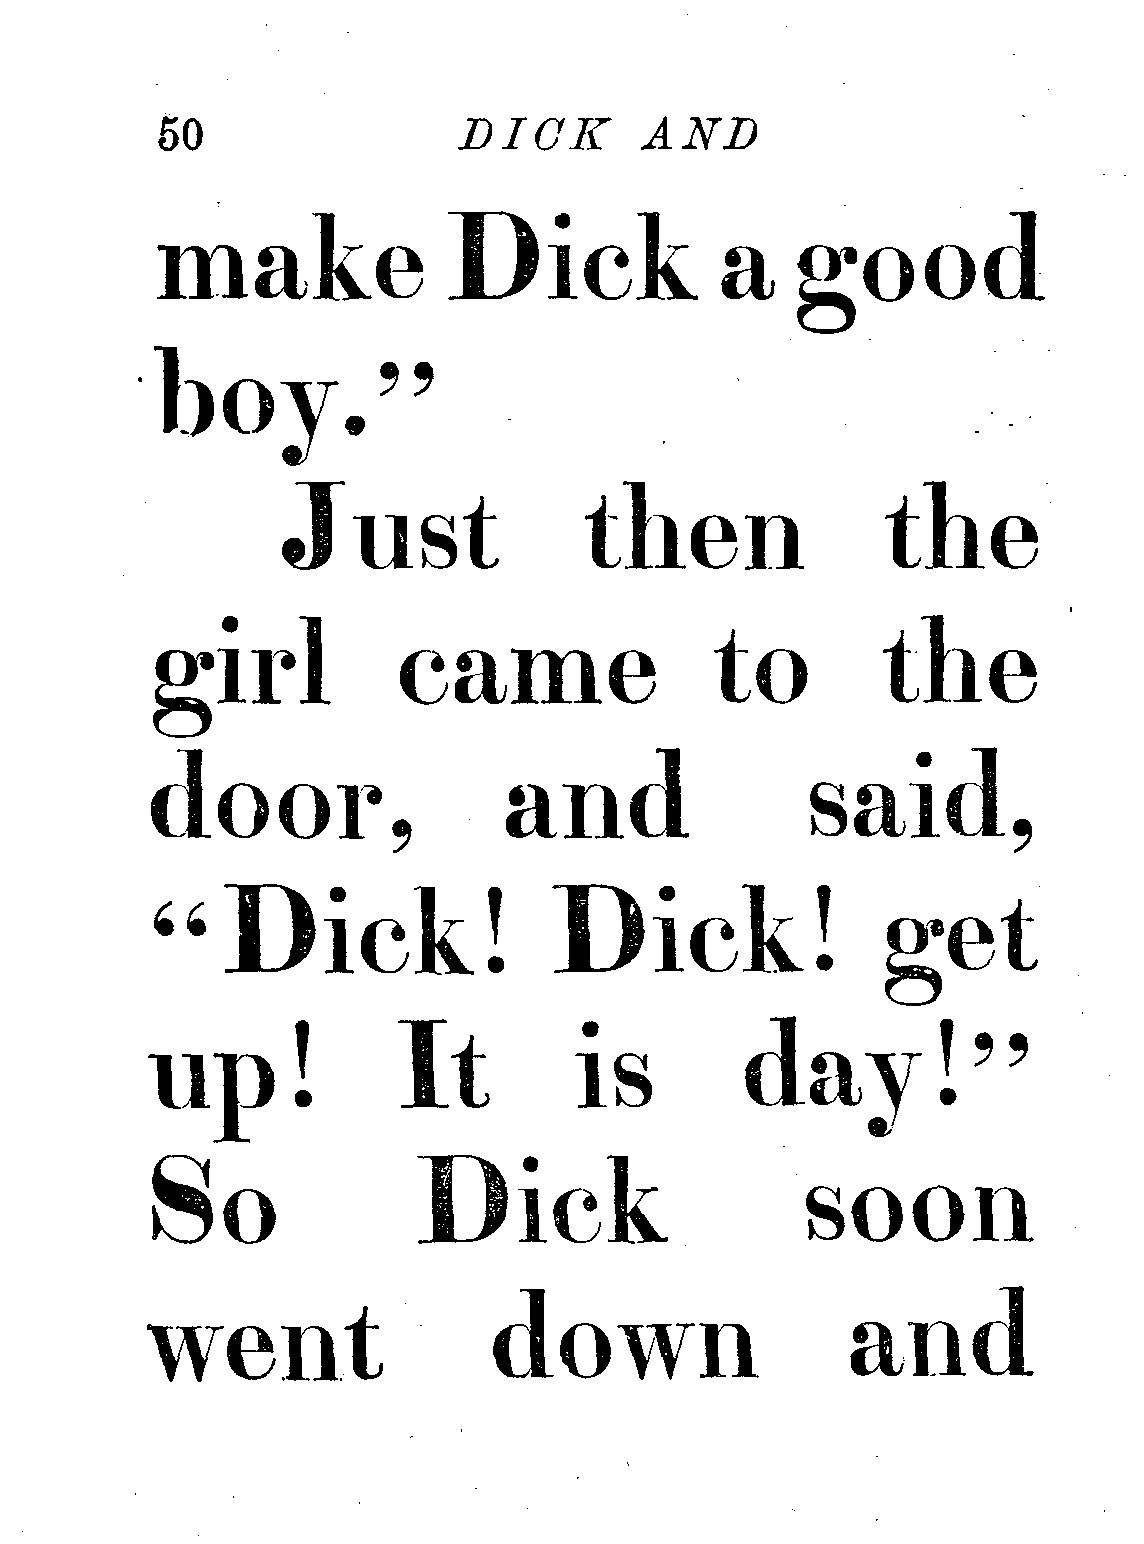 50 DICK AND
make Dick a good
boy.”
Just then the
girl came to the
door, and said,
“Dick! Dick! get
up! It is day!”
So Dick soon
went down and